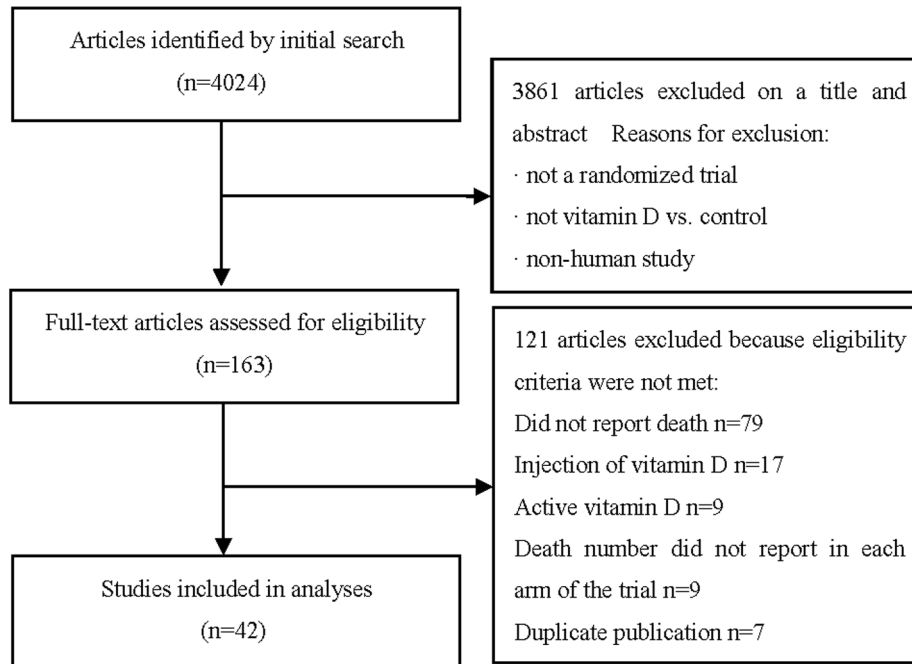 Articles identified by initial search
(n=4024)
3861 articles excluded on a title and
abstract Reasons for exclusion:
· not a randomized trial
· not vitamin D vs. control
· non-human study
Full-text articles assessed for eligibility
(n=163)
121 articles excluded because eligibility
criteria were not met:
Did not report death n=79
Injection of vitamin D n=17
Active vitamin D n=9
Death number did not report in each
arm of the trial n=9
Duplicate publication n=7
Studies included in analyses
(n=42)